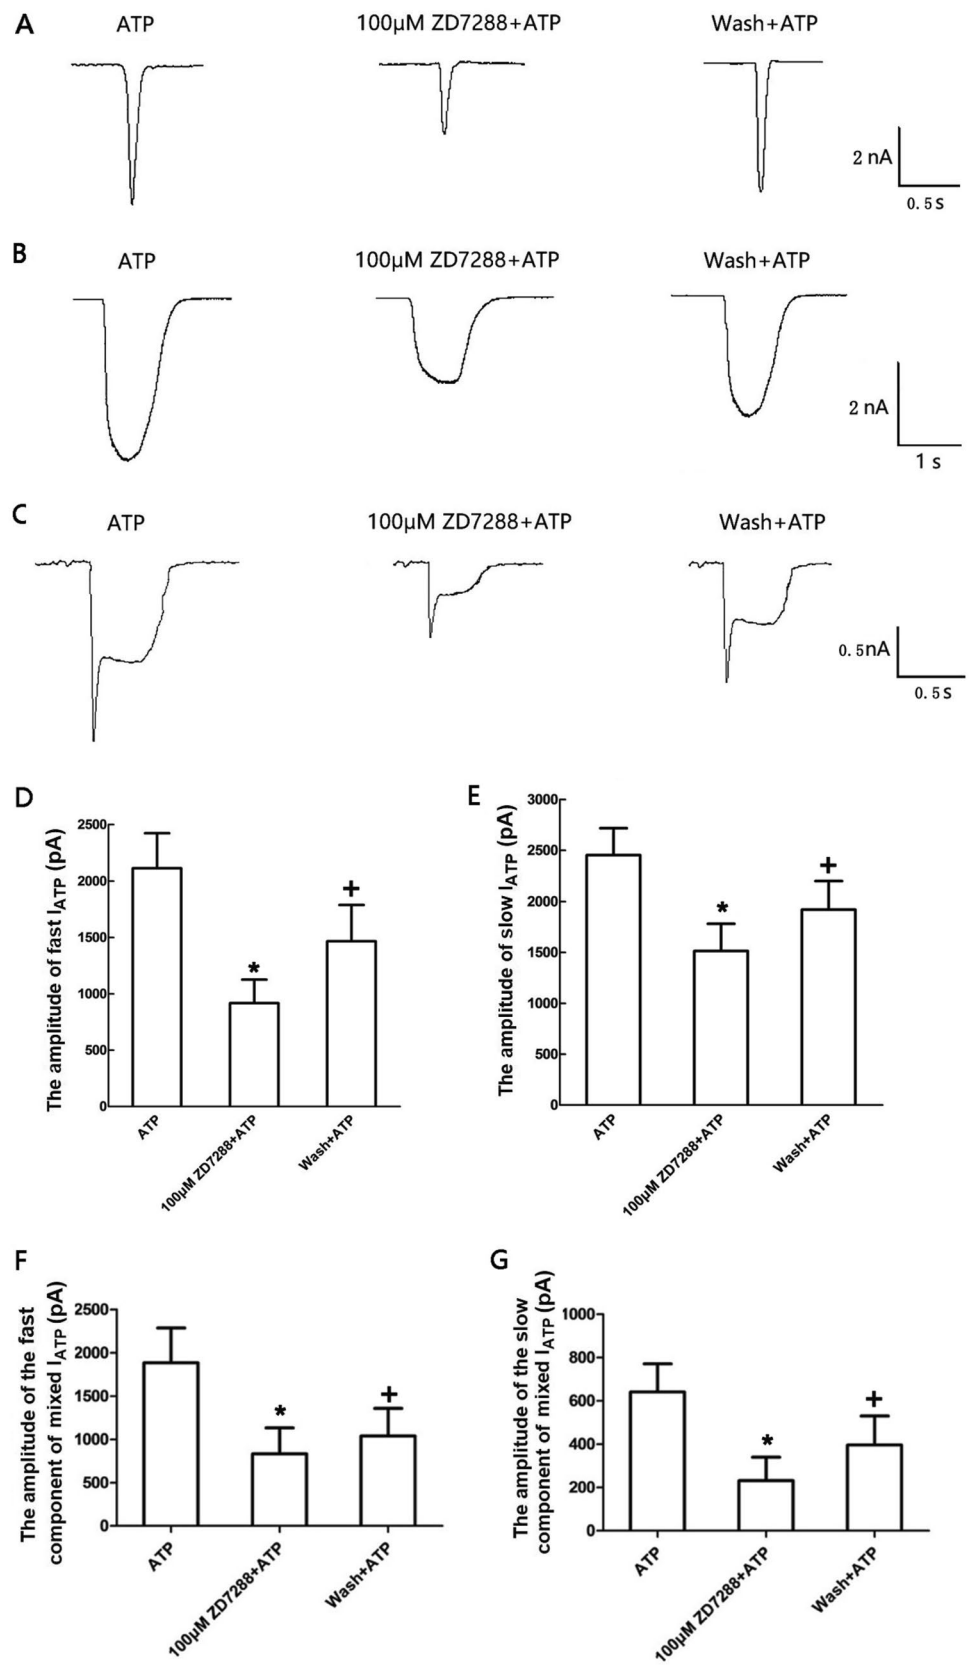 A
ATP
100µM ZD7288+ATP
Wash+ATP
2 nA
0.5s
B
ATP
100µM ZD7288+ATP
Wash+ATP
2 nA
1 s
C
ATP
100µM ZD7288+ATP
Wash+ATP
0.5nA
0.5s
D
The amplitude of fast IATP (pA)
2500
2000
1500
1000
500
0
*
+
ATP
100µM ZD7288+ATP
Wash+ATP
E
The amplitude of slow IATP (pA)
3000
2500
2000
1500
1000
500
0
*
+
ATP
100µM ZD7288+ATP
Wash+ATP
F
The amplitude of the fast
component of mixed IATP (pA)
2500
2000
1500
1000
500
0
*
+
ATP
100µM ZD7288+ATP
Wash+ATP
G
The amplitude of the slow
component of mixed IATP (pA)
1000
800
600
400
200
0
*
+
ATP
100µM ZD7288+ATP
Wash+ATP